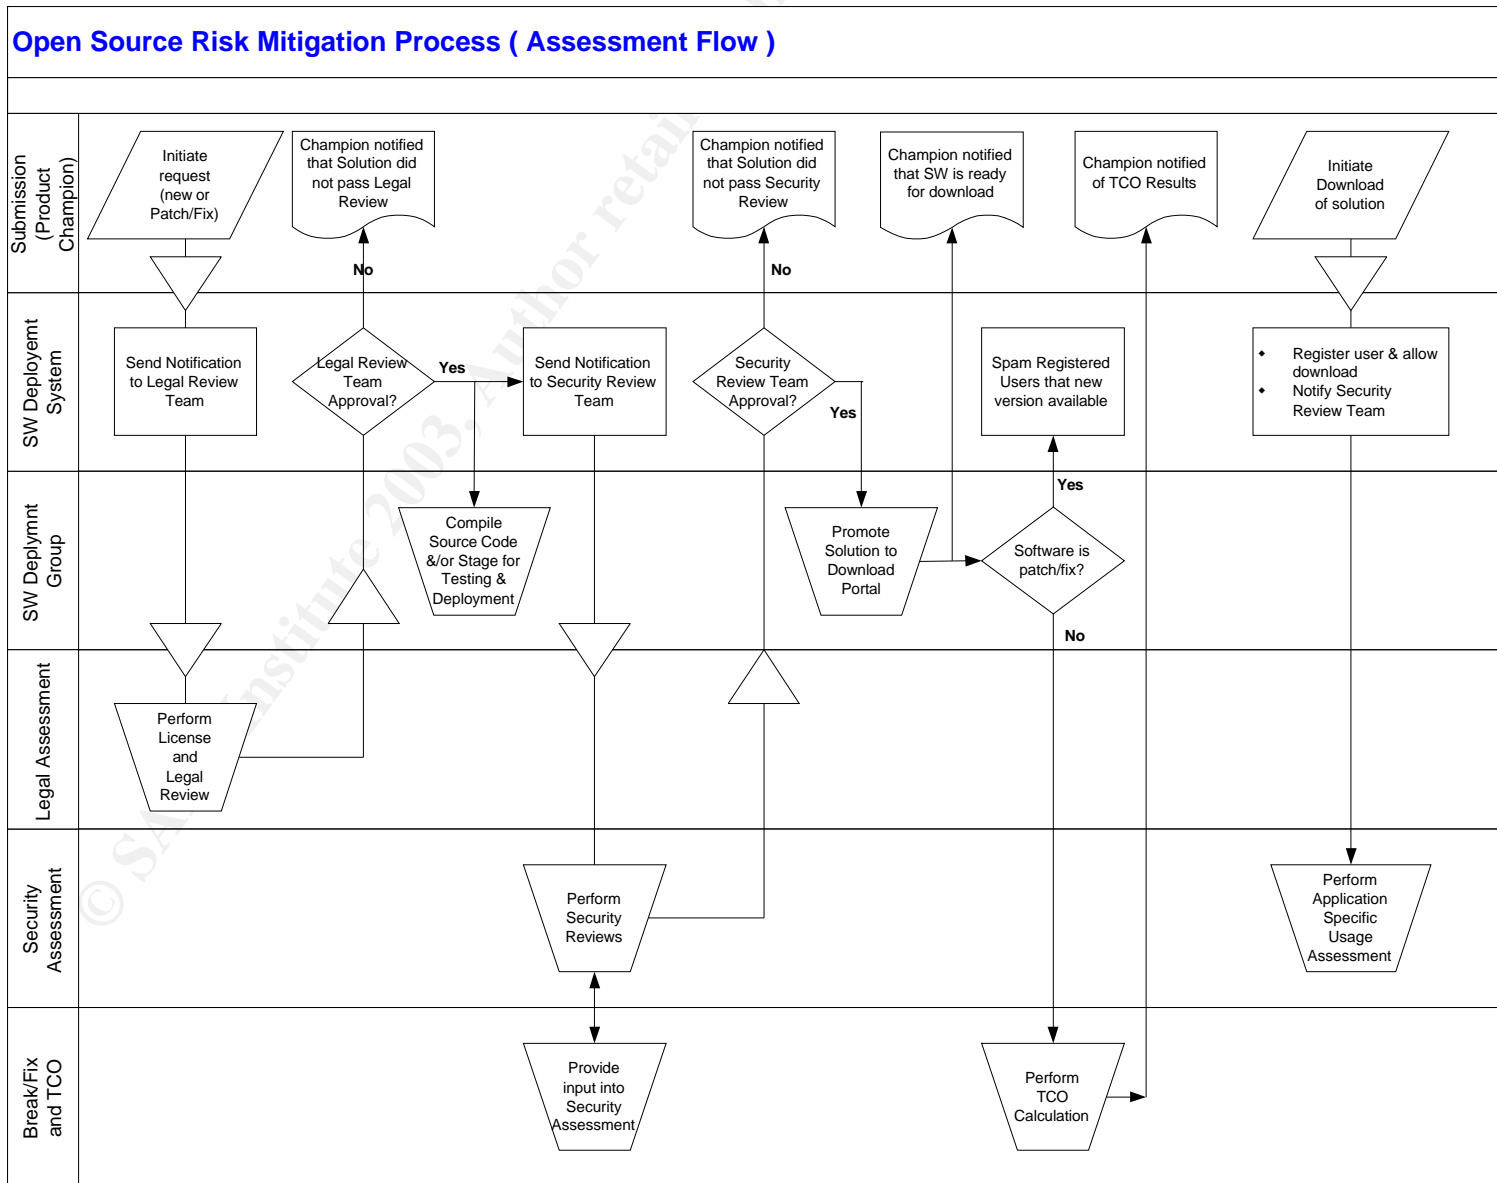 Open Source Risk Mitigation Process ( Assessment Flow )
Submission
(Product
Champion)
Initiate
request
(new or
Patch/Fix)
Champion notified
that Solution did
not pass Legal
Review
Champion notified
that Solution did
not pass Security
Review
Champion notified
that SW is ready
for download
Champion notified
of TCO Results
Initiate
Download
of solution
No
No
SW Deployemt
System
Send Notification
to Legal Review
Team
Legal Review
Team
Approval?
Yes
Send Notification
to Security Review
Team
Security
Review Team
Approval?
Yes
Spam Registered
Users that new
version available
Register user & allow
download
Notify Security
Review Team
SW Deplymnt
Group
Compile
Source Code
&/or Stage for
Testing &
Deployment
Promote
Solution to
Download
Portal
Yes
Software is
patch/fix?
No
Legal Assessment
Perform
License
and
Legal
Review
Security
Assessment
Perform
Security
Reviews
Perform
Application
Specific
Usage
Assessment
Break/Fix
and TCO
Provide
input into
Security
Assessment
Perform
TCO
Calculation
© SA Institute 2003, Author retai